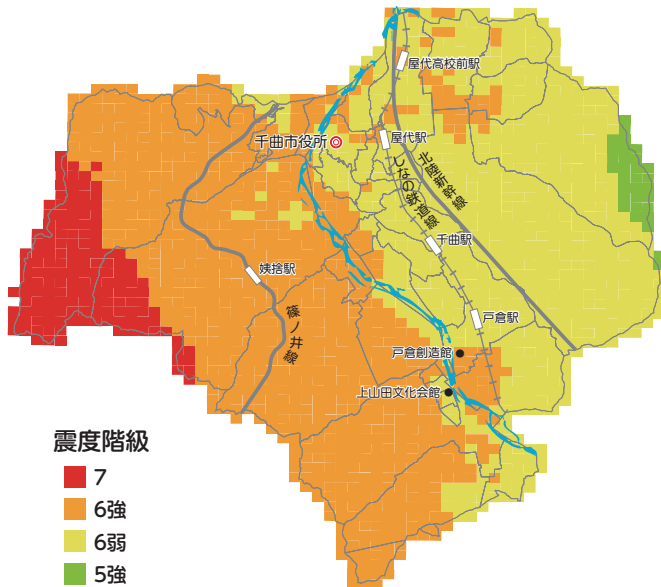 屋代高校前駅
千曲市役所
屋代駅
北陸新幹線
しなの鉄道線
千曲駅
姨捨駅
篠ノ井線
戸倉駅
戸倉創造館
上山田文化会館
震度階級
7
6強
6弱
5強